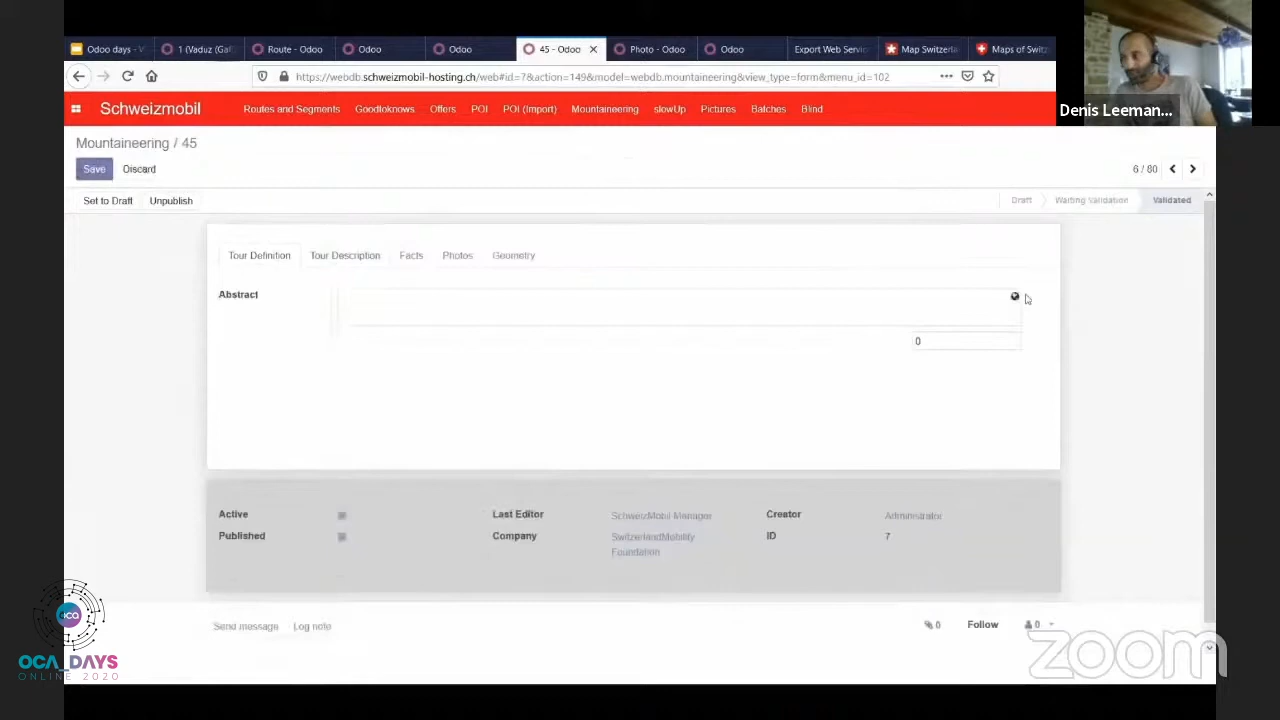 Odoo days - V
1 (Vaduz (Gaf
Route - Odoo
Odoo
Odoo
45 - Odoo
Photo - Odoo
Odoo
Export Web Servic
Map Switzerla
Maps of Switz
https://webdb.schweizmobil-hosting.ch/web#id=7&action=149&model=webdb.mountaineering&view_type=form&menu_id=102
Denis Leeman...
Schweizmobil
Routes and Segments
GoodtoKnows
Offers
POI
POI (Import)
Mountaineering
slowUp
Pictures
Batches
Blind
Mountaineering / 45
Save
Discard
6 / 80
Set to Draft
Unpublish
Draft
Waiting Validation
Validated
Tour Definition
Tour Description
Facts
Photos
Geometry
Abstract
0
Active
Last Editor
SchweizMobil Manager
Creator
Administrator
Published
Company
SwitzerlandMobility
Foundation
ID
7
Send message
Log note
0
Follow
0
oca
OCA_DAYS
ONLINE 2020
zoom